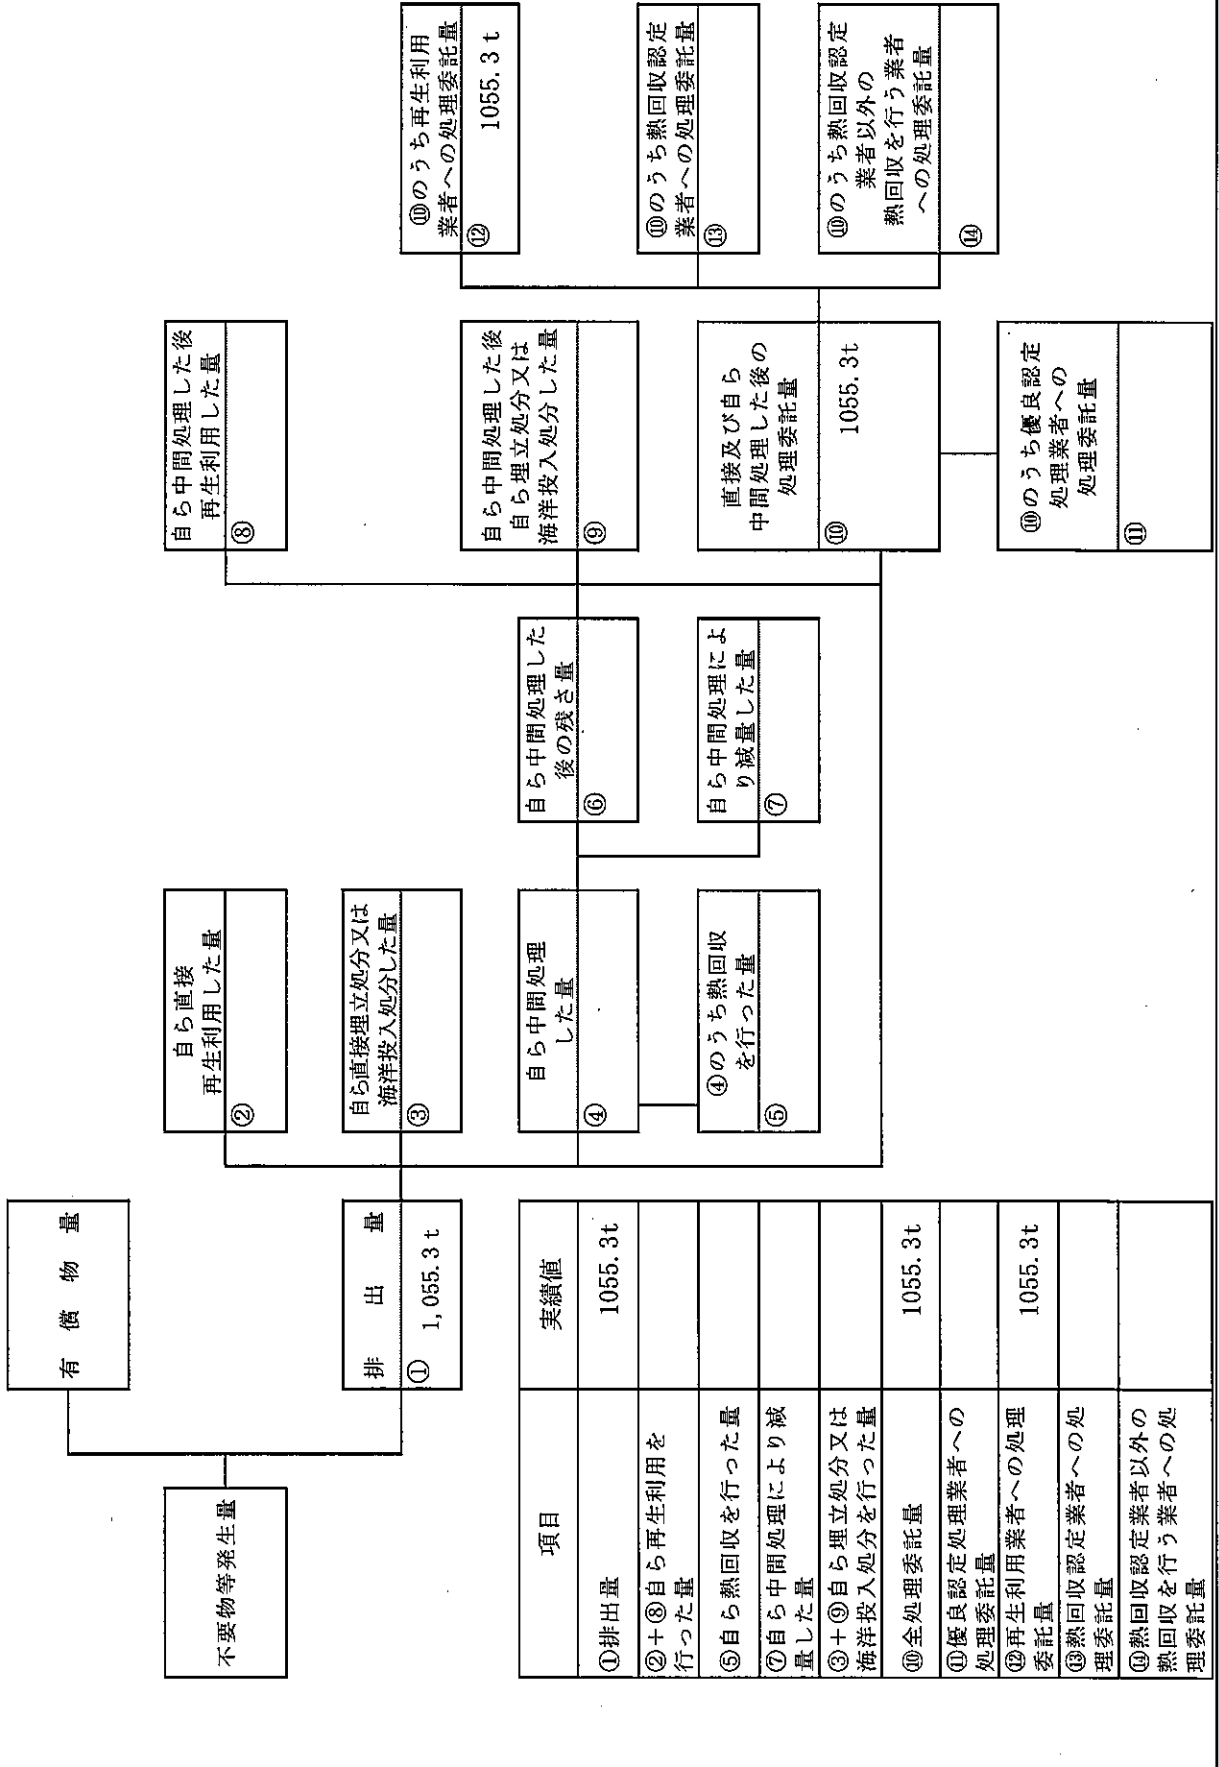 不要物等発生量
有償物量
排出量
① 1,055.3 t
自ら直接
再生利用した量
②
自ら直接埋立処分又は
海洋投入処分した量
③
自ら中間処理
した量
④
④のうち熱回収
を行った量
⑤
自ら中間処理した
後の残さ量
⑥
自ら中間処理によ
り減量した量
⑦
自ら中間処理した後
再生利用した量
⑧
自ら中間処理した後
自ら埋立処分又は
海洋投入処分した量
⑨
直接及び自ら
中間処理した後の
処理委託量
⑩ 1055.3t
⑩のうち優良認定
処理業者への
処理委託量
⑪
⑩のうち再生利用
業者への処理委託量
⑫ 1055.3 t
⑩のうち熱回収認定
業者への処理委託量
⑬
⑩のうち熱回収認定
業者以外の
熱回収を行う業者
への処理委託量
⑭
項目 実績値
①排出量 1055.3t
②+⑧自ら再生利用を
行った量
⑤自ら熱回収を行った量
⑦自ら中間処理により減
量した量
③+⑨自ら埋立処分又は
海洋投入処分を行った量
⑩全処理委託量 1055.3t
⑪優良認定処理業者への
処理委託量
⑫再生利用業者への処理
委託量 1055.3t
⑬熱回収認定業者への処
理委託量
⑭熱回収認定業者以外の
熱回収を行う業者への処
理委託量